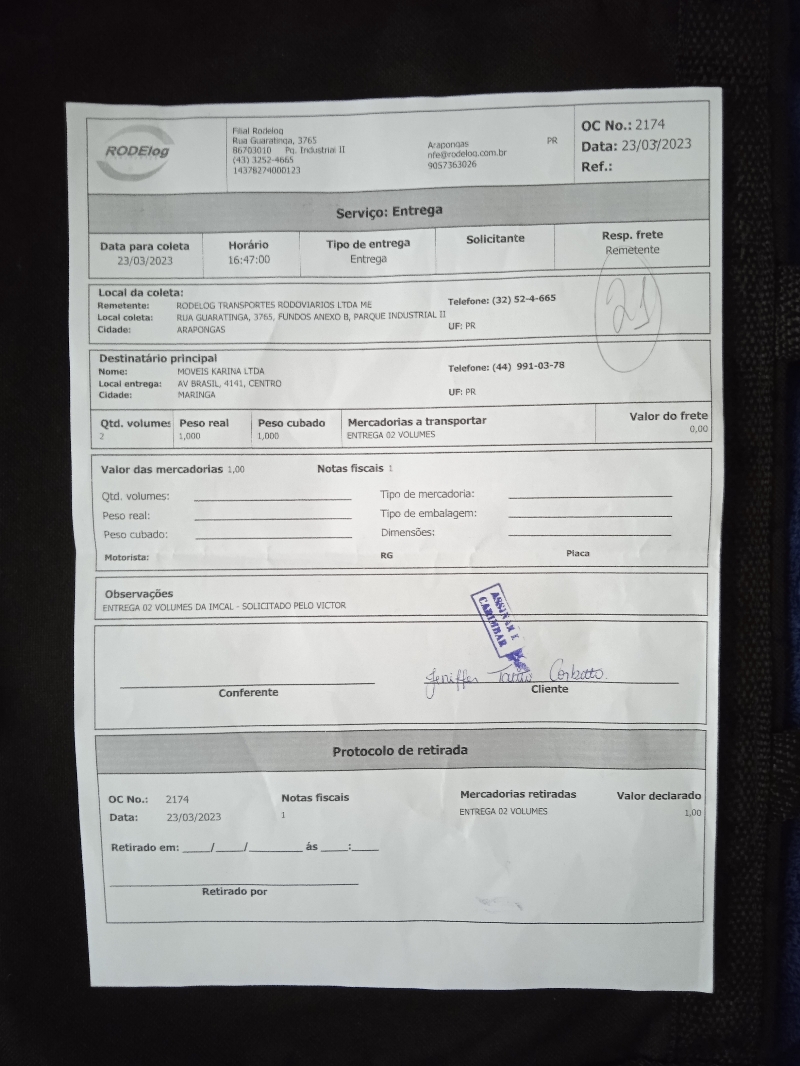 RODElog
Filial Rodelog
Rua Guaratinga, 3765
86703010 Pq. Industrial II
(43) 3252-4665
14378274000123
Arapongas PR
nfe@rodelog.com.br
9057363026
OC No.: 2174
Data: 23/03/2023
Ref.:
Serviço: Entrega
Data para coleta Horário Tipo de entrega Solicitante Resp. frete
23/03/2023 16:47:00 Entrega Remetente
21
Local da coleta:
Remetente: RODELOG TRANSPORTES RODOVIARIOS LTDA ME Telefone: (32) 52-4-665
Local coleta: RUA GUARATINGA, 3765, FUNDOS ANEXO B, PARQUE INDUSTRIAL II
Cidade: ARAPONGAS UF: PR
Destinatário principal
Nome: MOVEIS KARINA LTDA Telefone: (44) 991-03-78
Local entrega: AV BRASIL, 4141, CENTRO
Cidade: MARINGA UF: PR
Qtd. volumes Peso real Peso cubado Mercadorias a transportar Valor do frete
2 1,000 1,000 ENTREGA 02 VOLUMES 0,00
Valor das mercadorias 1,00 Notas fiscais 1
Qtd. volumes: Tipo de mercadoria:
Peso real: Tipo de embalagem:
Peso cubado: Dimensões:
Motorista: RG Placa
Observações
ENTREGA 02 VOLUMES DA IMCAL - SOLICITADO PELO VICTOR
ASSINAR E
CARIMBAR
Jeniffer
Conferente Cliente
Protocolo de retirada
OC No.: 2174 Notas fiscais Mercadorias retiradas Valor declarado
Data: 23/03/2023 1 ENTREGA 02 VOLUMES 1,00
Retirado em: ____/____/________ ás ____:____
Retirado por